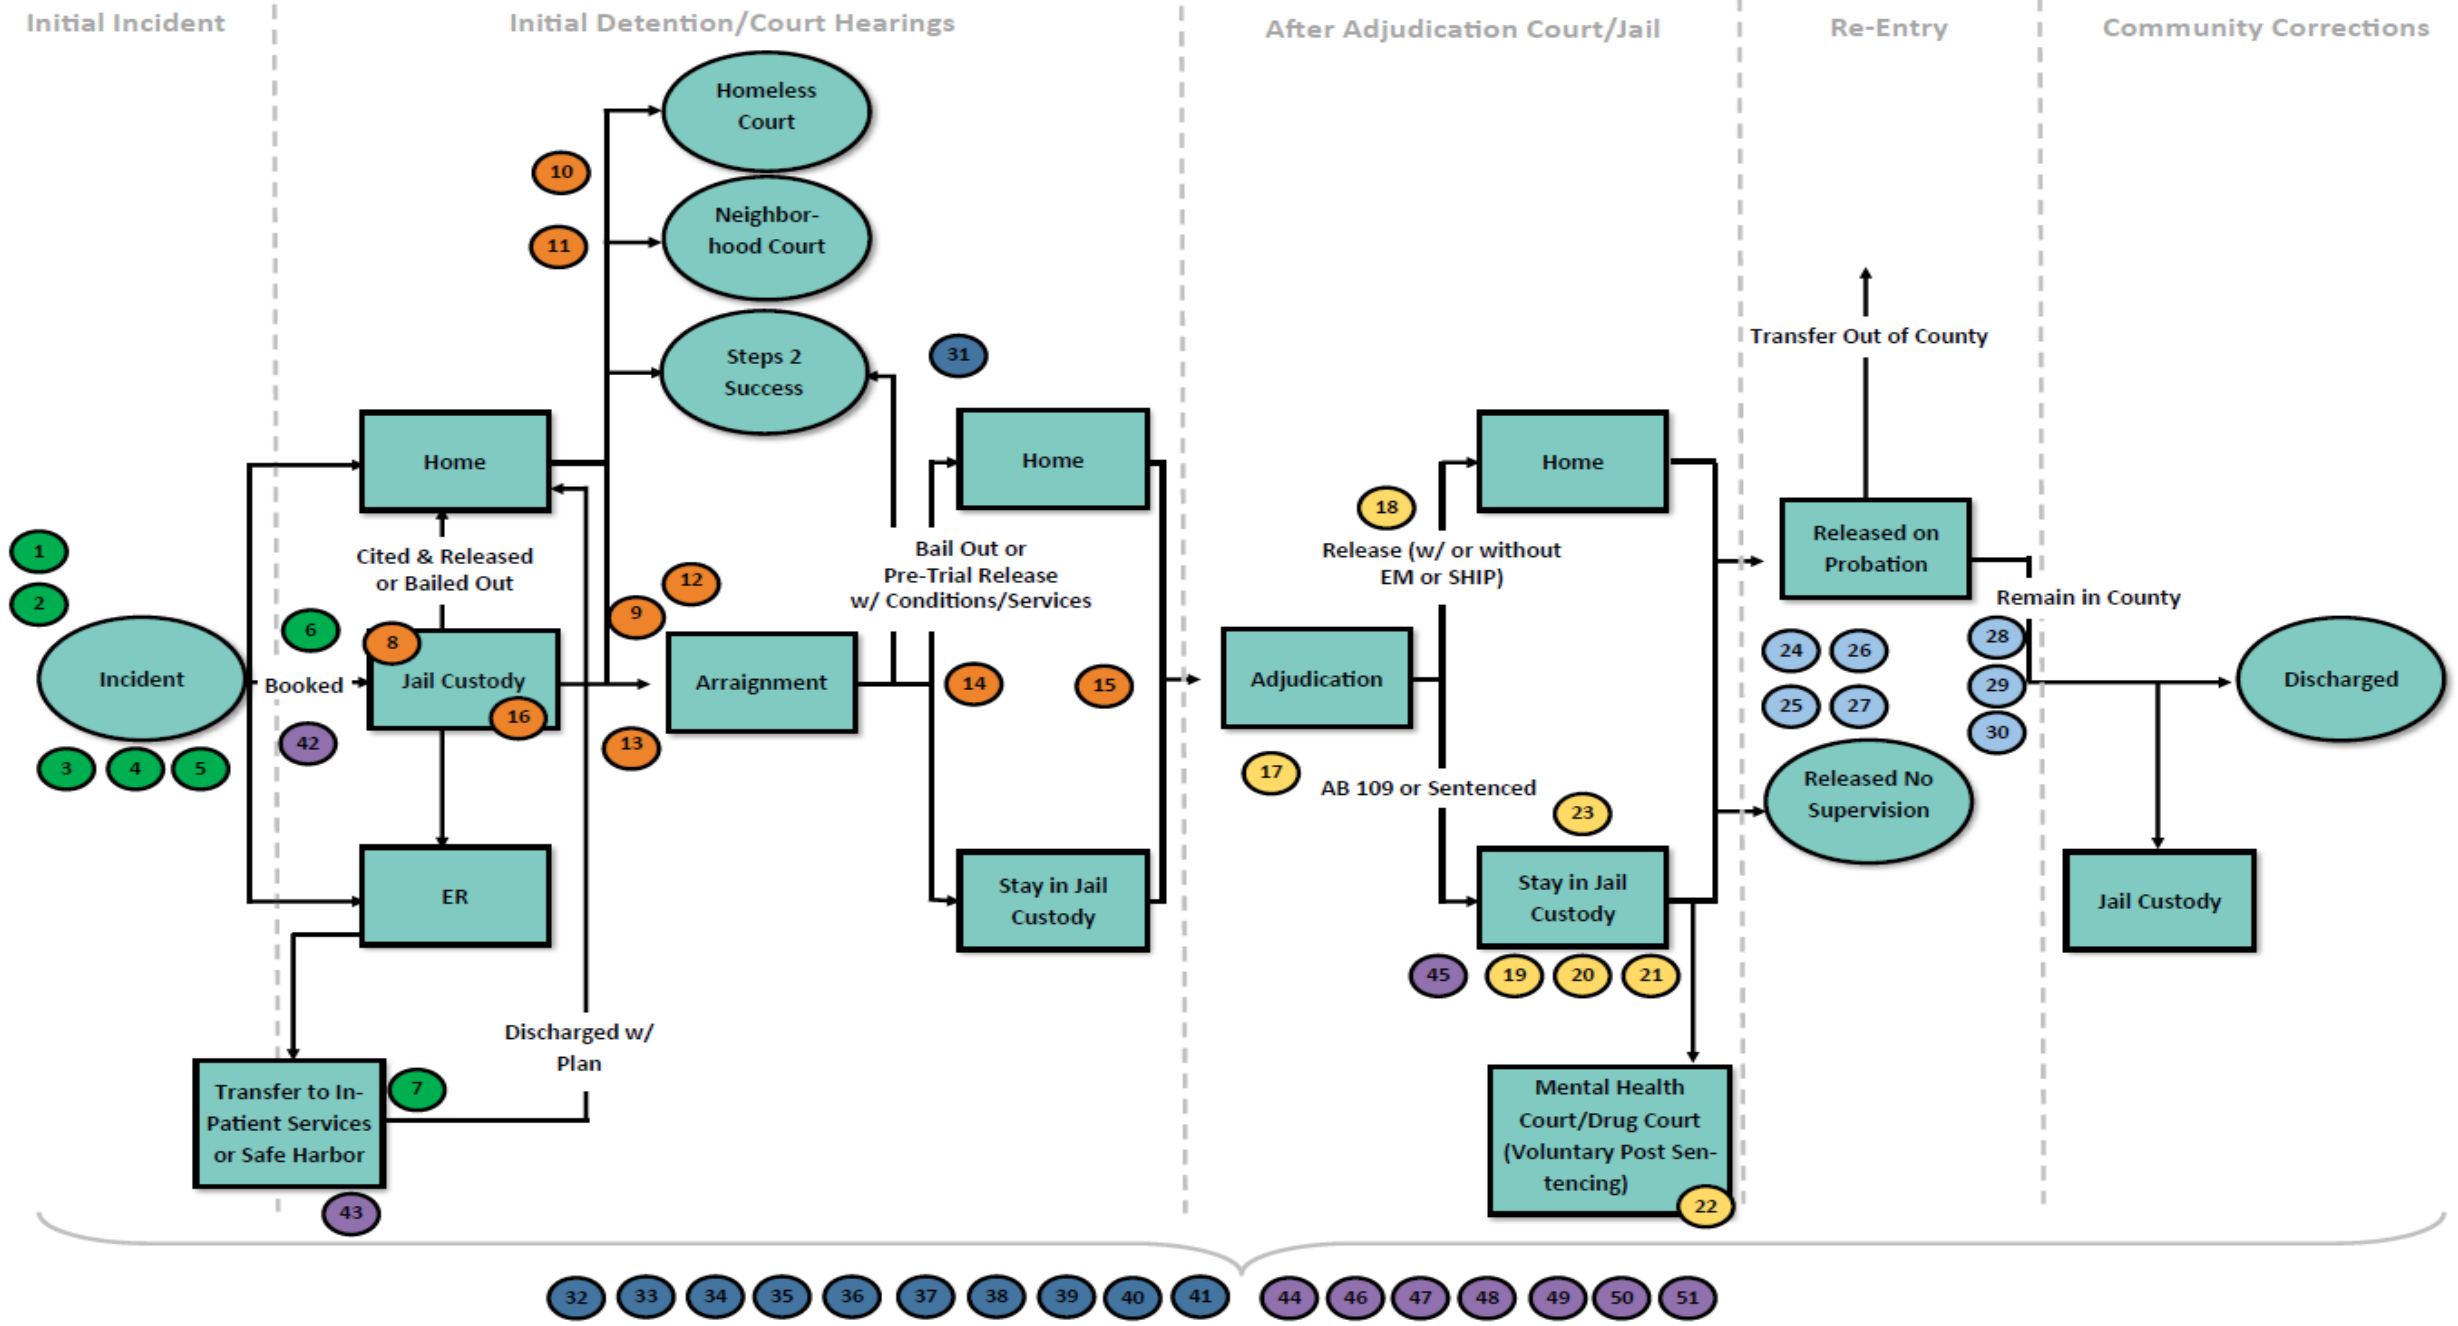 Initial Incident
Initial Detention/Court Hearings
After Adjudication Court/Jail
Re-Entry
Community Corrections
Homeless
Court
10
Neighbor-
hood Court
11
Steps 2
Success
31
Transfer Out of County
Home
Home
Home
18
Cited & Released
or Bailed Out
Bail Out or
Pre-Trial Release
w/ Conditions/Services
Release (w/ or without
EM or SHIP)
Released on
Probation
Remain in County
1
2
6
8
9
12
Incident
Booked
Jail Custody
16
Arraignment
14
15
Adjudication
24
26
25
27
28
29
30
Discharged
3
4
5
42
13
17
AB 109 or Sentenced
23
Released No
Supervision
ER
Stay in Jail
Custody
Stay in Jail
Custody
Jail Custody
45
19
20
21
Discharged w/
Plan
Transfer to In-
Patient Services
or Safe Harbor
7
43
Mental Health
Court/Drug Court
(Voluntary Post Sen-
tencing)
22
32
33
34
35
36
37
38
39
40
41
44
46
47
48
49
50
51